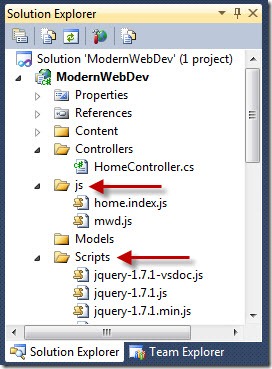 Solution Explorer
Solution 'ModernWebDev' (1 project)
ModernWebDev
Properties
References
Content
Controllers
HomeController.cs
js
home.index.js
mwd.js
Models
Scripts
jquery-1.7.1-vsdoc.js
jquery-1.7.1.js
jquery-1.7.1.min.js
Solution Explorer
Team Explorer